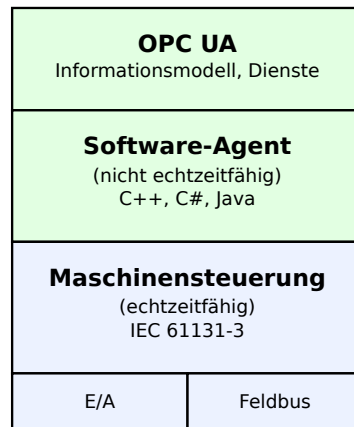 OPC UA
Informationsmodell, Dienste
Software-Agent
(nicht echtzeitfähig)
C++, C#, Java
Maschinensteuerung
(echtzeitfähig)
IEC 61131-3
E/A
Feldbus